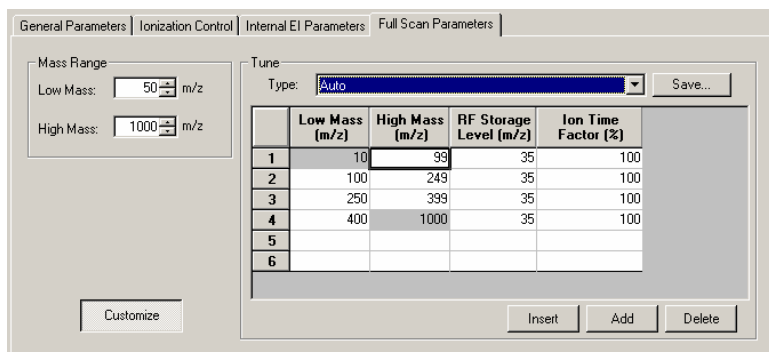 General Parameters Ionization Control Internal EI Parameters Full Scan Parameters
Mass Range
Low Mass: 50 m/z
High Mass: 1000 m/z
Tune
Type: Auto Save...
Low Mass (m/z) High Mass (m/z) RF Storage Level (m/z) Ion Time Factor (%)
1 10 99 35 100
2 100 249 35 100
3 250 399 35 100
4 400 1000 35 100
5
6
Customize
Insert Add Delete